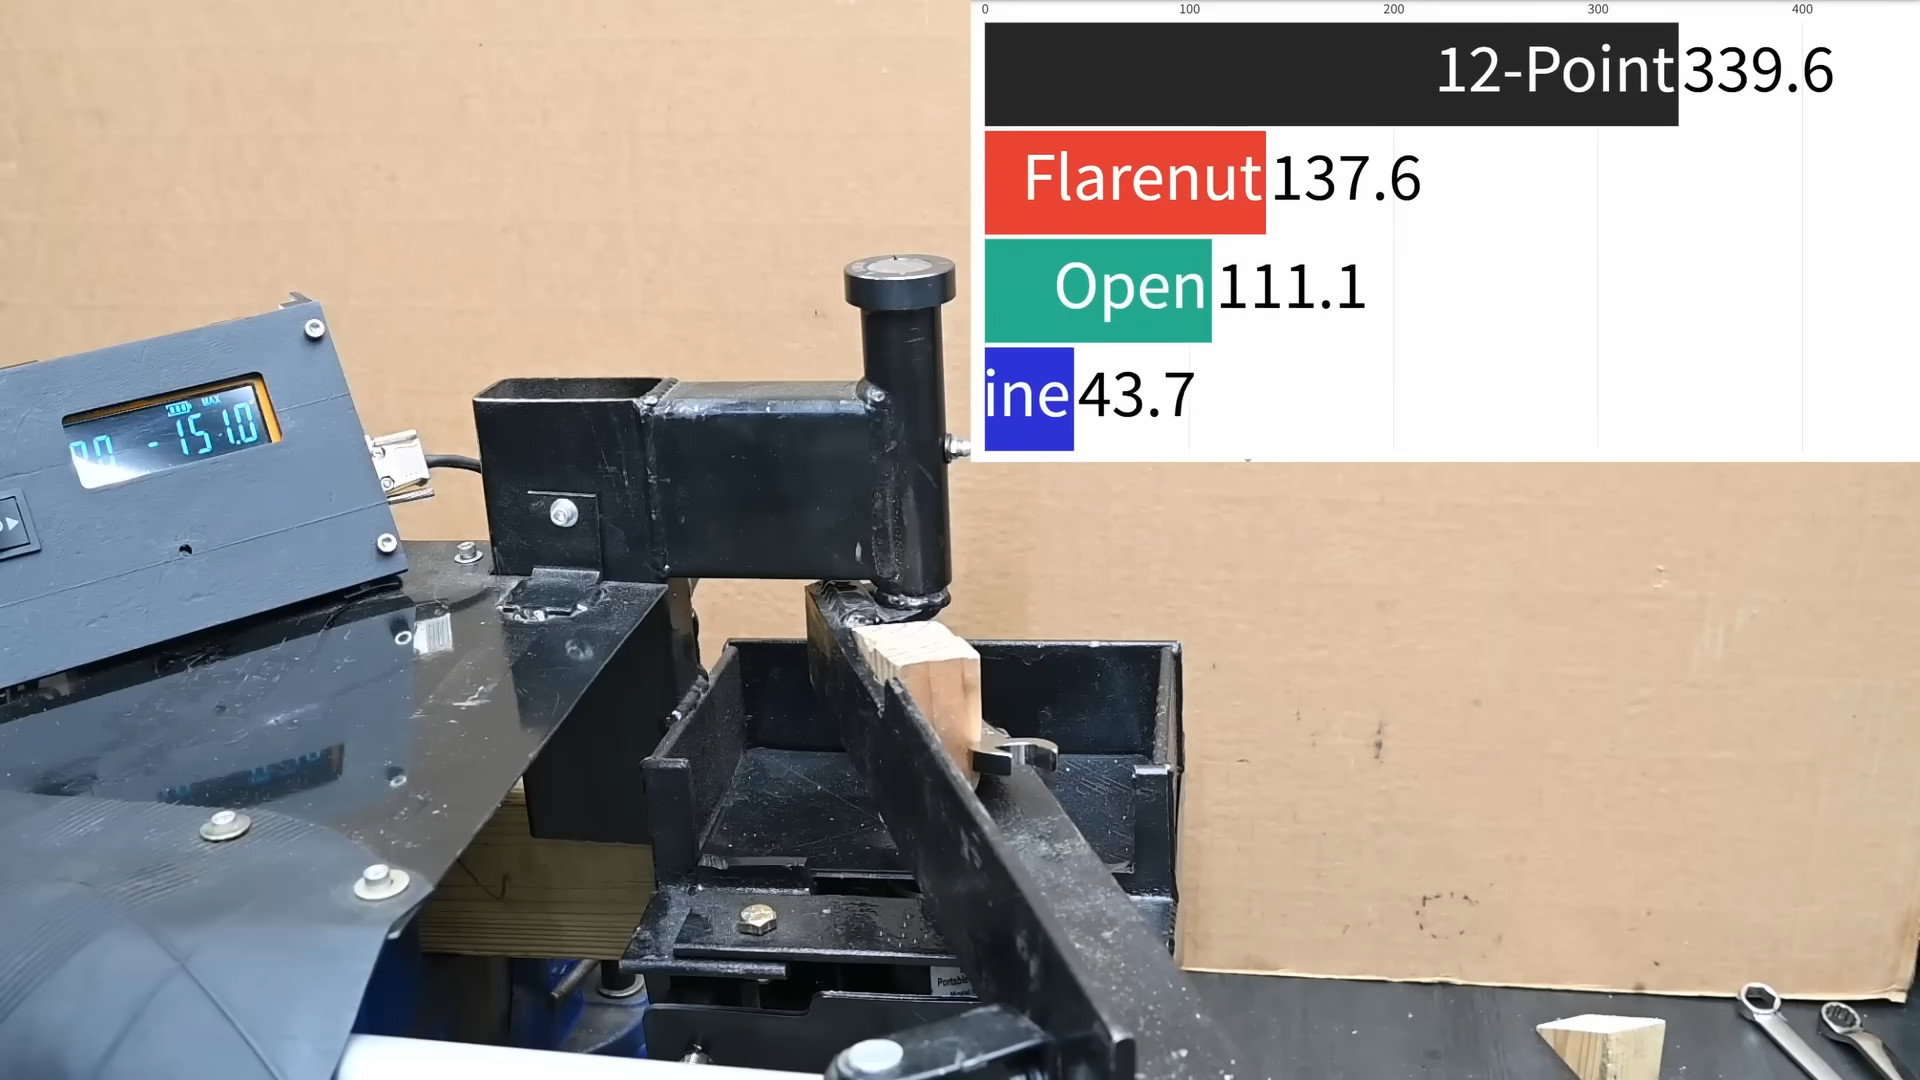 0 100 200 300 400
12-Point 339.6
Flarenut 137.6
Open 111.1
ine 43.7
MAX
-151.0
Portable